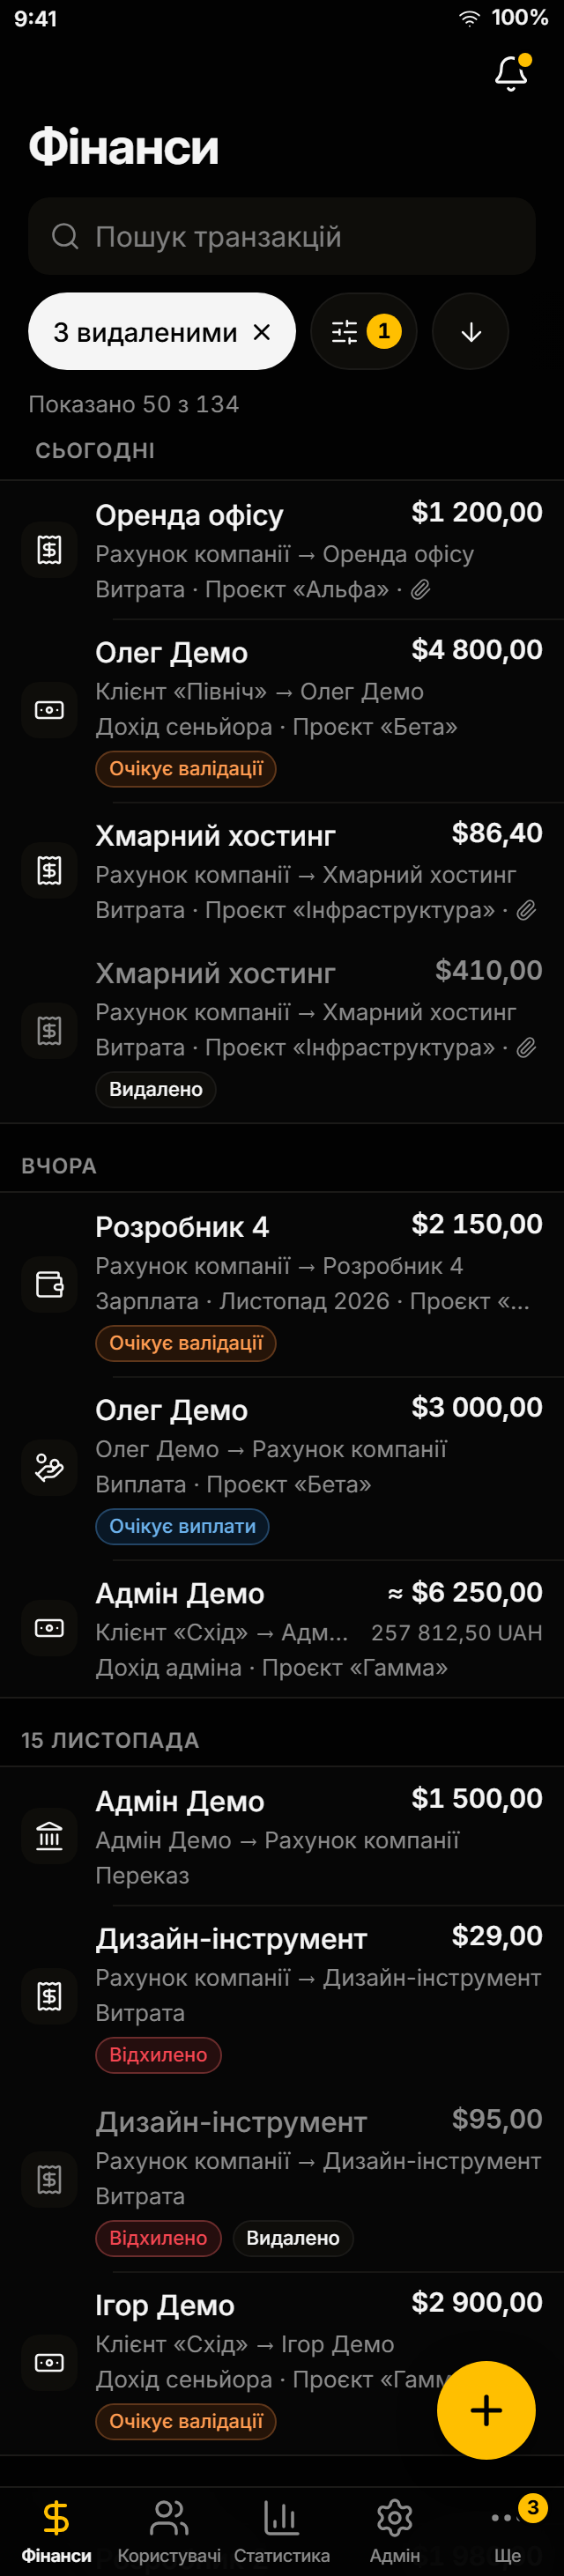 9:41
100%
Фінанси
Пошук транзакцій
З видаленими
1
Показано 50 з 134
СЬОГОДНІ
Оренда офісу $1 200,00
Рахунок компанії → Оренда офісу
Витрата · Проєкт «Альфа» ·
Олег Демо $4 800,00
Клієнт «Північ» → Олег Демо
Дохід сеньйора · Проєкт «Бета»
Очікує валідації
Хмарний хостинг $86,40
Рахунок компанії → Хмарний хостинг
Витрата · Проєкт «Інфраструктура» ·
Хмарний хостинг $410,00
Рахунок компанії → Хмарний хостинг
Витрата · Проєкт «Інфраструктура» ·
Видалено
ВЧОРА
Розробник 4 $2 150,00
Рахунок компанії → Розробник 4
Зарплата · Листопад 2026 · Проєкт «...
Очікує валідації
Олег Демо $3 000,00
Олег Демо → Рахунок компанії
Виплата · Проєкт «Бета»
Очікує виплати
Адмін Демо ≈ $6 250,00
Клієнт «Схід» → Адм... 257 812,50 UAH
Дохід адміна · Проєкт «Гамма»
15 ЛИСТОПАДА
Адмін Демо $1 500,00
Адмін Демо → Рахунок компанії
Переказ
Дизайн-інструмент $29,00
Рахунок компанії → Дизайн-інструмент
Витрата
Відхилено
Дизайн-інструмент $95,00
Рахунок компанії → Дизайн-інструмент
Витрата
Відхилено Видалено
Ігор Демо $2 900,00
Клієнт «Схід» → Ігор Демо
Дохід сеньйора · Проєкт «Гамм
Очікує валідації
3
Фінанси Користувачі Статистика Адмін Ще